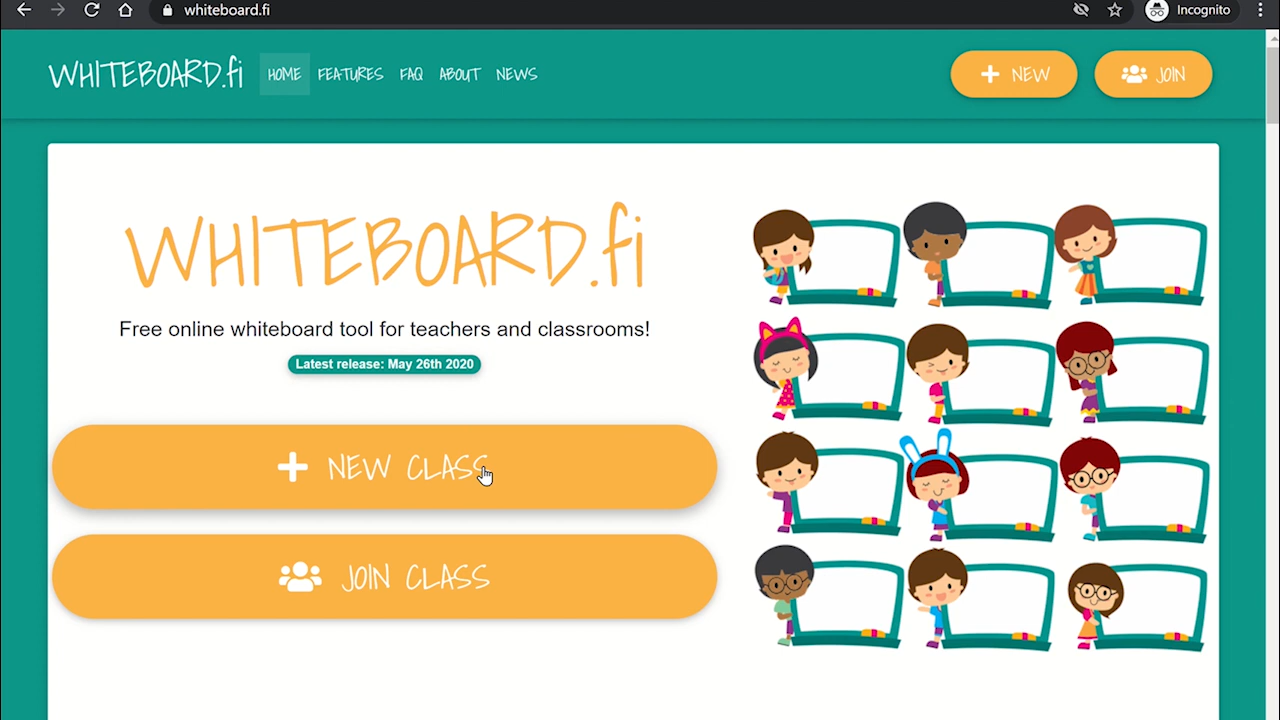 whiteboard.fi
Incognito
WHITEBOARD.fi
HOME FEATURES FAQ ABOUT NEWS
NEW
JOIN
WHITEBOARD.fi
Free online whiteboard tool for teachers and classrooms!
Latest release: May 26th 2020
NEW CLASS
JOIN CLASS